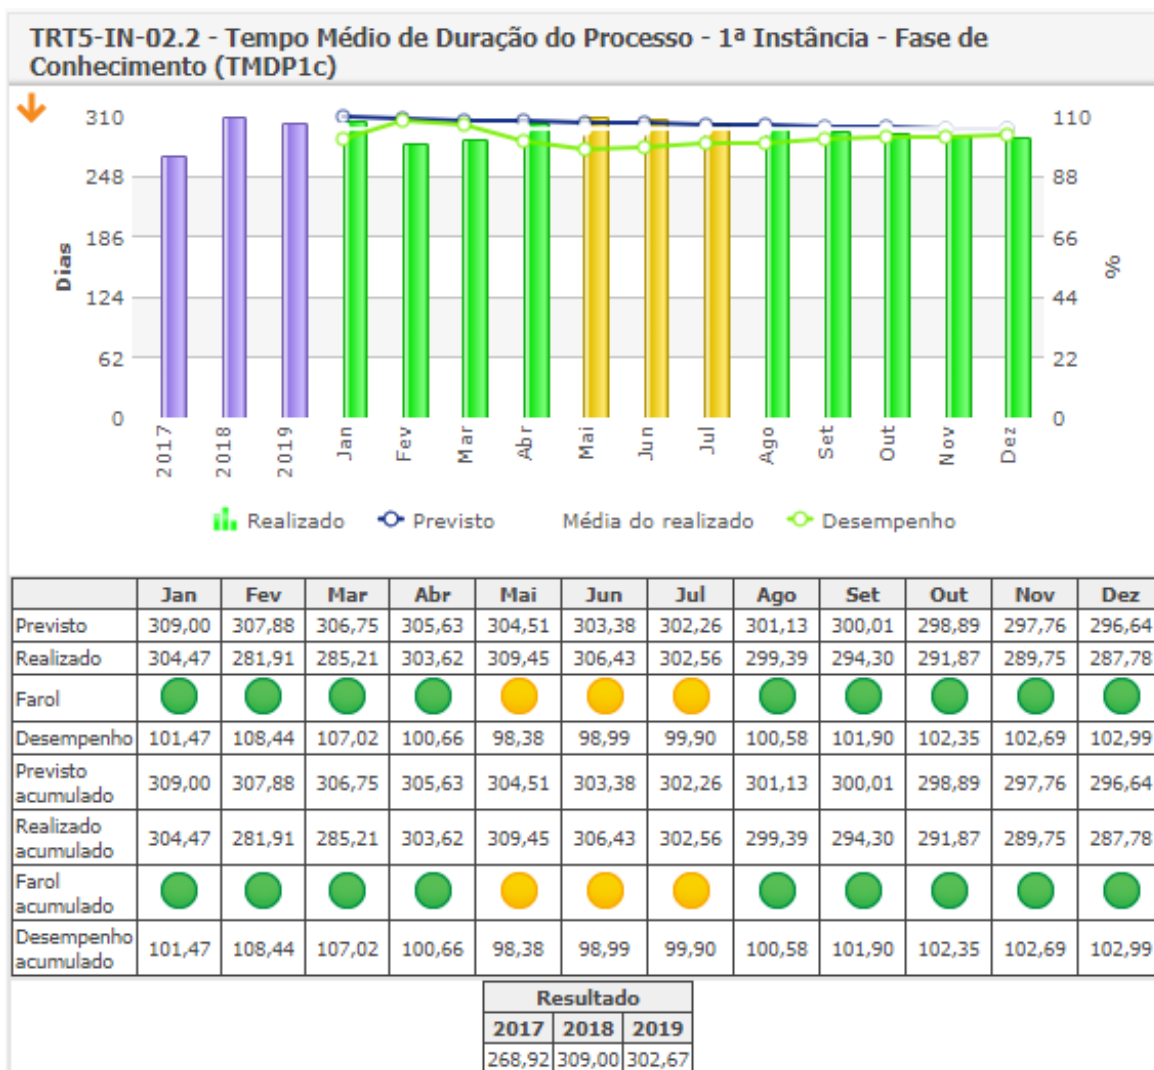 TRT5-IN-02.2 - Tempo Médio de Duração do Processo - 1ª Instância - Fase de
Conhecimento (TMDP1c)
310 110
248 88
186 66
Dias %
124 44
62 22
0 0
2017 2018 2019 Jan Fev Mar Abr Mai Jun Jul Ago Set Out Nov Dez
Realizado Previsto Média do realizado Desempenho
Jan Fev Mar Abr Mai Jun Jul Ago Set Out Nov Dez
Previsto 309,00 307,88 306,75 305,63 304,51 303,38 302,26 301,13 300,01 298,89 297,76 296,64
Realizado 304,47 281,91 285,21 303,62 309,45 306,43 302,56 299,39 294,30 291,87 289,75 287,78
Farol
Desempenho 101,47 108,44 107,02 100,66 98,38 98,99 99,90 100,58 101,90 102,35 102,69 102,99
Previsto
acumulado 309,00 307,88 306,75 305,63 304,51 303,38 302,26 301,13 300,01 298,89 297,76 296,64
Realizado
acumulado 304,47 281,91 285,21 303,62 309,45 306,43 302,56 299,39 294,30 291,87 289,75 287,78
Farol
acumulado
Desempenho
acumulado 101,47 108,44 107,02 100,66 98,38 98,99 99,90 100,58 101,90 102,35 102,69 102,99
Resultado
2017 2018 2019
268,92 309,00 302,67